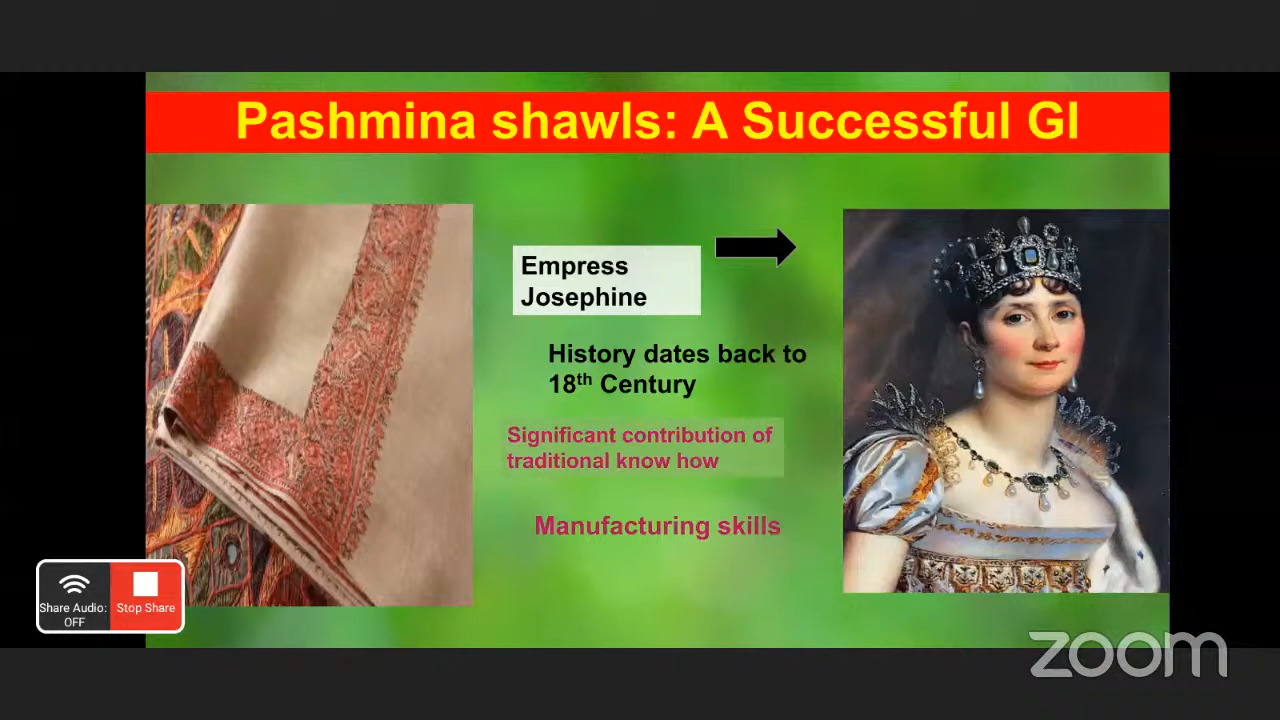 Pashmina shawls: A Successful GI
Empress
Josephine
History dates back to
18th Century
Significant contribution of
traditional know how
Manufacturing skills
Share Audio:
OFF
Stop Share
zoom